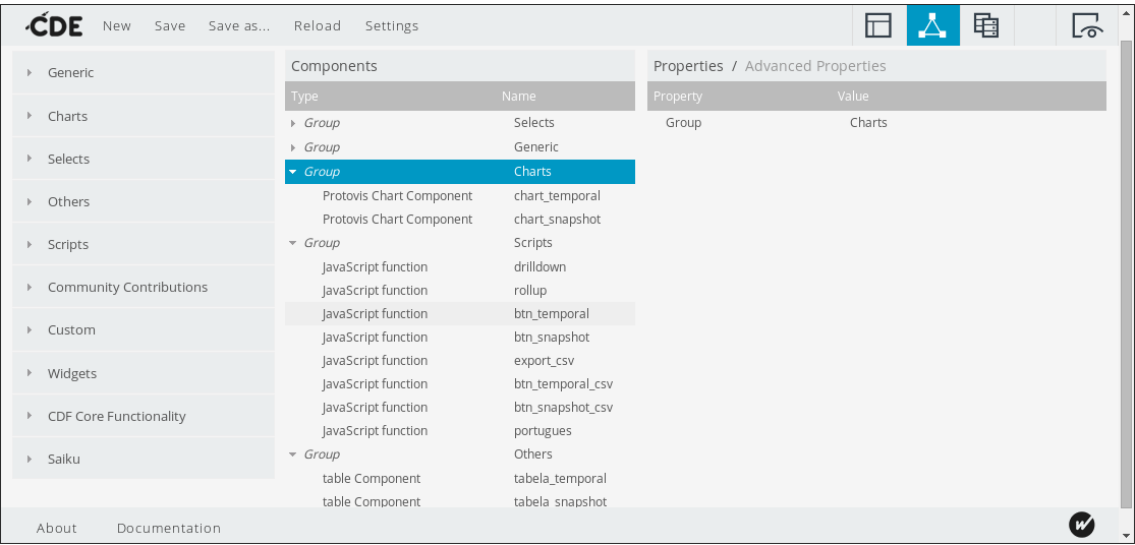 CDE New Save Save as... Reload Settings
Generic
Charts
Selects
Others
Scripts
Community Contributions
Custom
Widgets
CDF Core Functionality
Saiku
Components
Type Name
Group Selects
Group Generic
Group Charts
Protovis Chart Component chart_temporal
Protovis Chart Component chart_snapshot
Group Scripts
JavaScript function drilldown
JavaScript function rollup
JavaScript function btn_temporal
JavaScript function btn_snapshot
JavaScript function export_csv
JavaScript function btn_temporal_csv
JavaScript function btn_snapshot_csv
JavaScript function portugues
Group Others
table Component tabela_temporal
table Component tabela_snapshot
Properties / Advanced Properties
Property Value
Group Charts
About Documentation